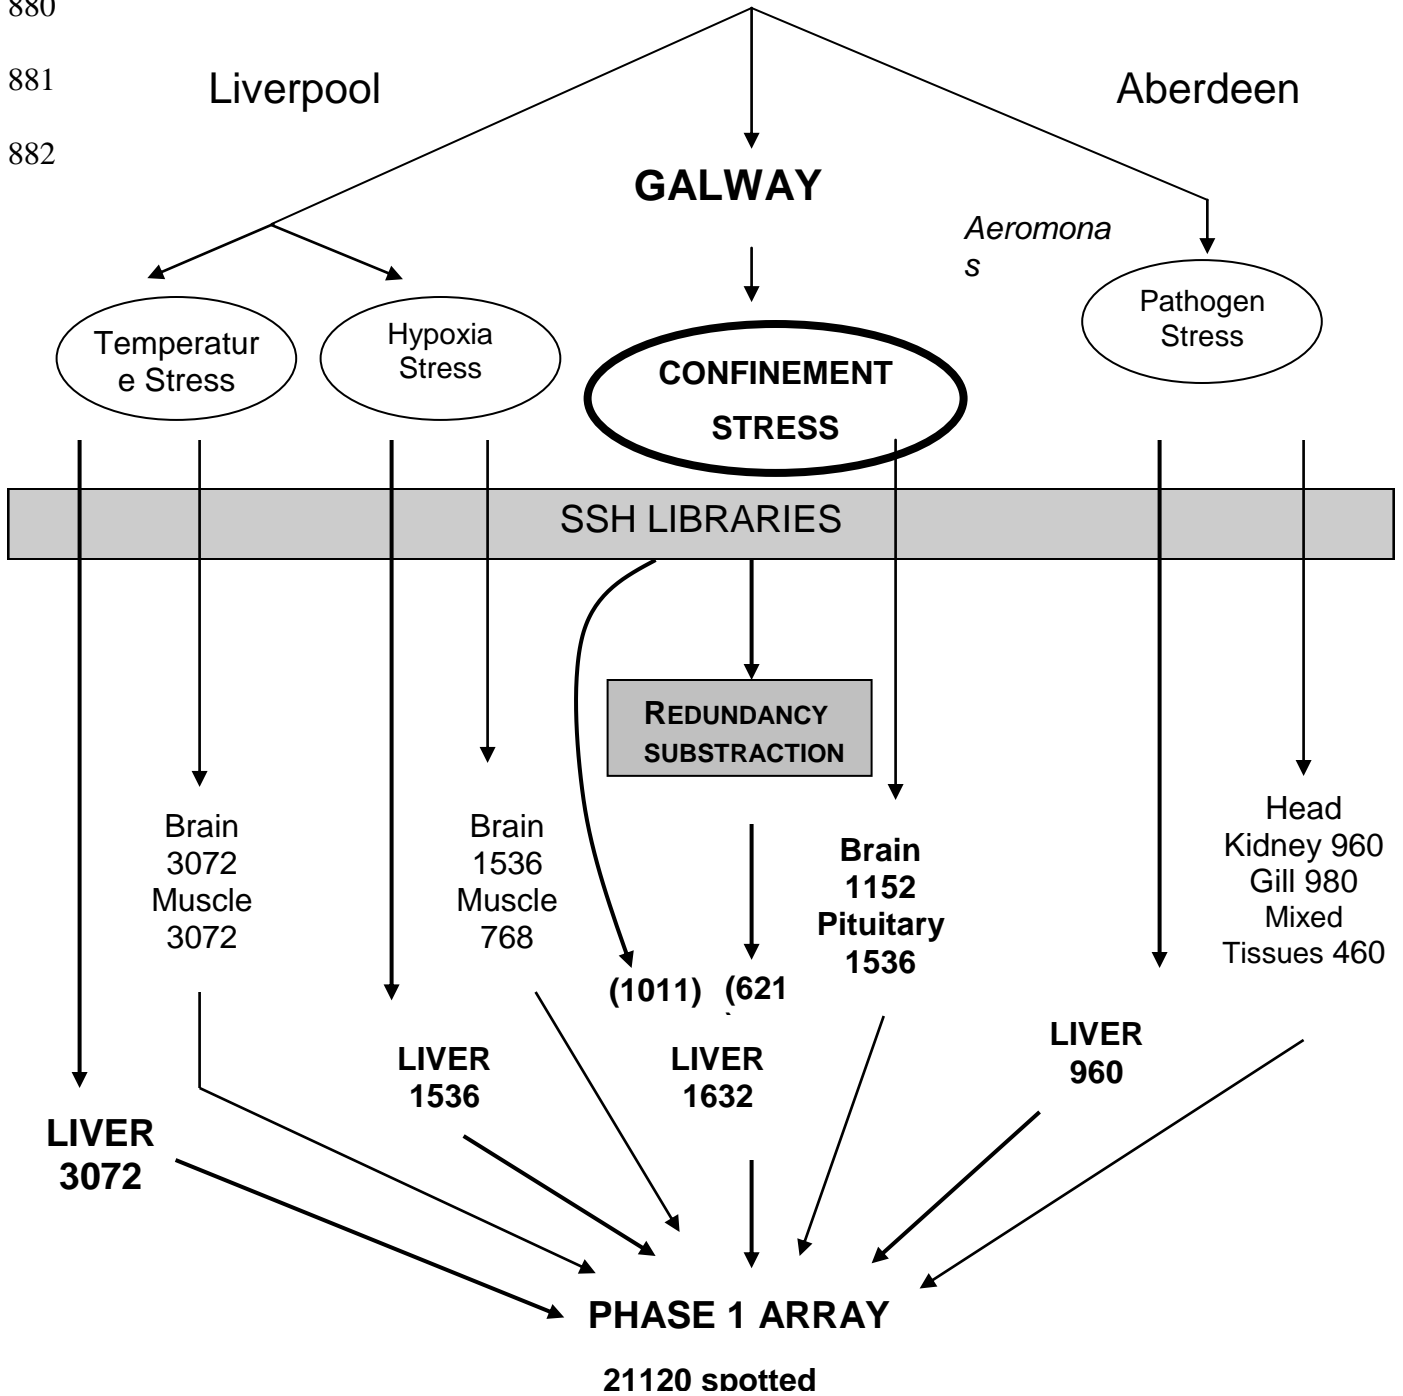 880
881
882
Liverpool
Aberdeen
GALWAY
Aeromona
s
Temperatur
e Stress
Hypoxia
Stress
CONFINEMENT
STRESS
Pathogen
Stress
SSH LIBRARIES
REDUNDANCY
SUBSTRACTION
Brain
3072
Muscle
3072
Brain
1536
Muscle
768
(1011)
(621
Brain
1152
Pituitary
1536
Head
Kidney 960
Gill 980
Mixed
Tissues 460
LIVER
3072
LIVER
1536
LIVER
1632
LIVER
960
PHASE 1 ARRAY
21120 spotted